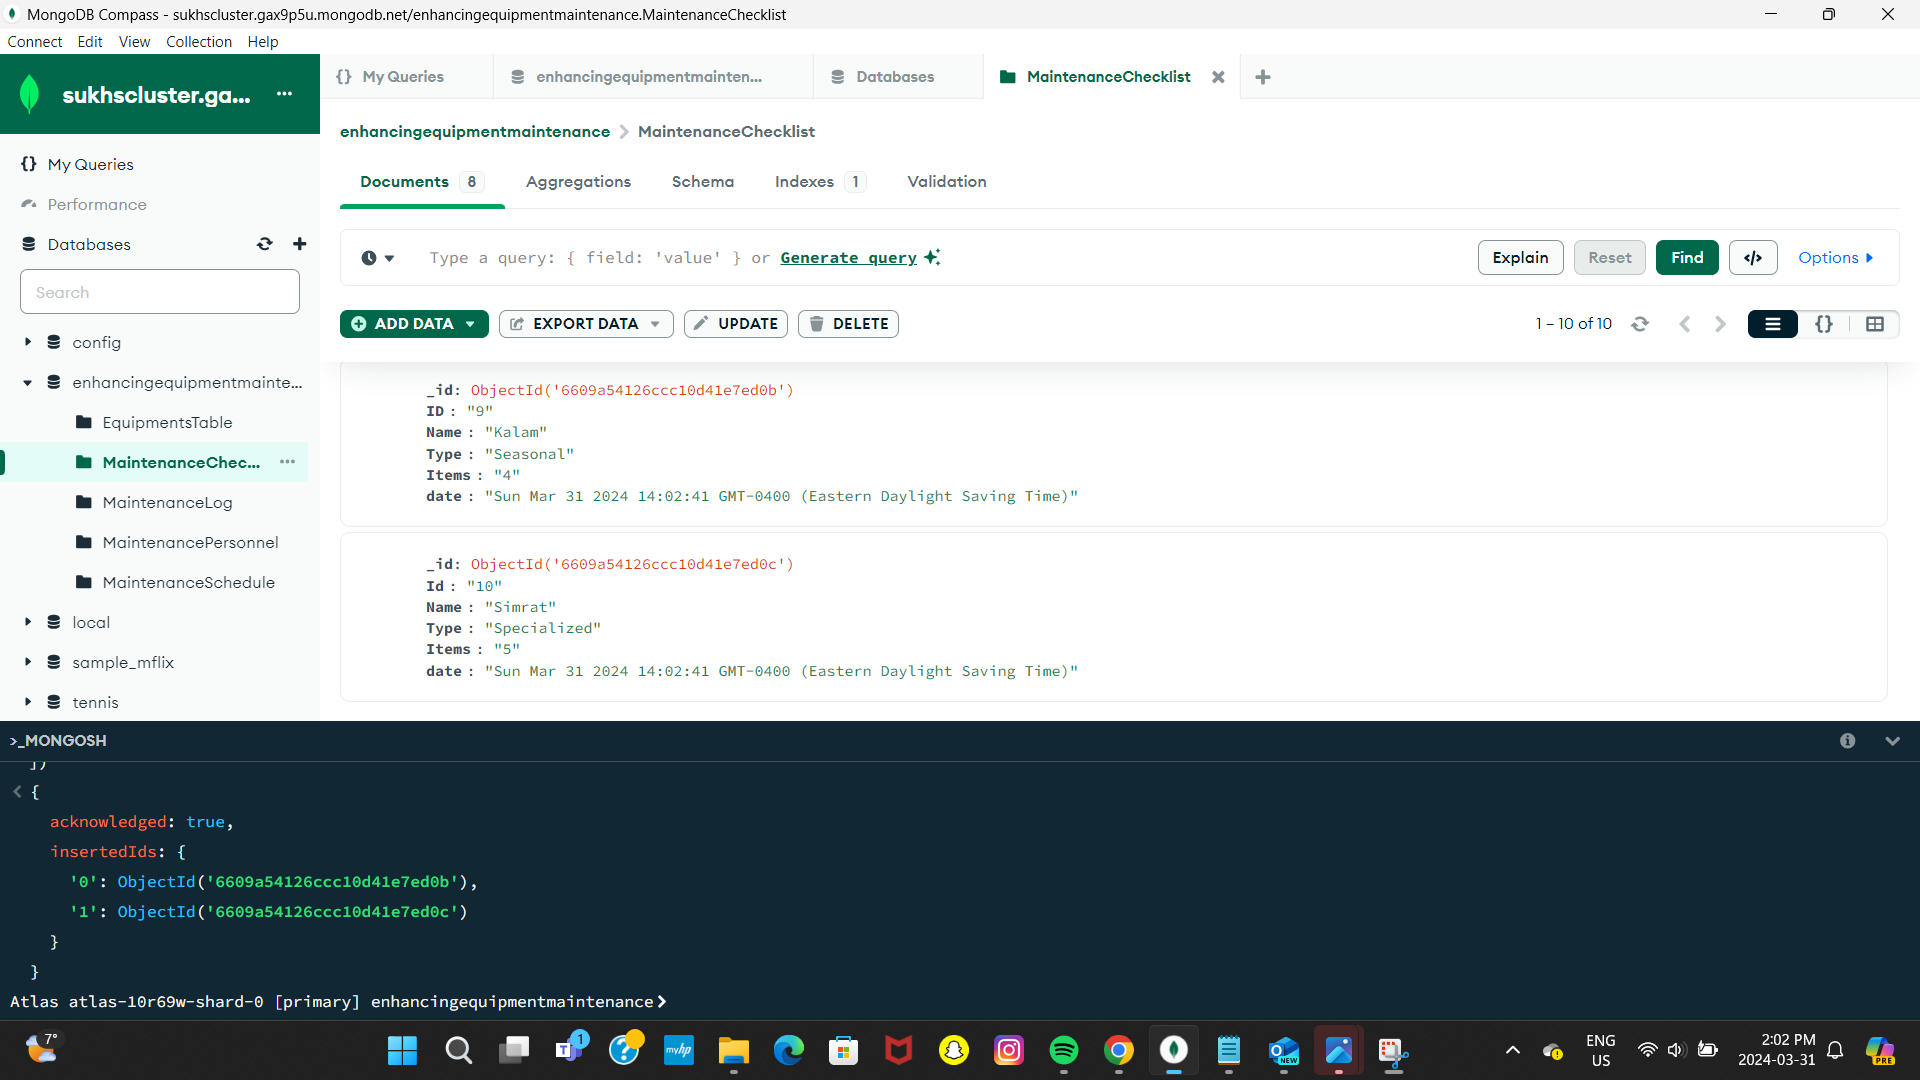 MongoDB Compass - sukhscluster.gax9p5u.mongodb.net/enhancingequipmentmaintenance.MaintenanceChecklist
Connect Edit View Collection Help
sukhscluster.ga... ...
{} My Queries
enhancingequipmentmainten...
Databases
MaintenanceChecklist
enhancingequipmentmaintenance > MaintenanceChecklist
{} My Queries
Performance
Databases
Search
config
enhancingequipmentmainte...
EquipmentsTable
MaintenanceChec... ...
MaintenanceLog
MaintenancePersonnel
MaintenanceSchedule
local
sample_mflix
tennis
Documents 8 Aggregations Schema Indexes 1 Validation
Type a query: { field: 'value' } or Generate query
Explain Reset Find </> Options
ADD DATA EXPORT DATA UPDATE DELETE
1 – 10 of 10
{}
_id: ObjectId('6609a54126ccc10d41e7ed0b')
ID : "9"
Name : "Kalam"
Type : "Seasonal"
Items : "4"
date : "Sun Mar 31 2024 14:02:41 GMT-0400 (Eastern Daylight Saving Time)"
_id: ObjectId('6609a54126ccc10d41e7ed0c')
Id : "10"
Name : "Simrat"
Type : "Specialized"
Items : "5"
date : "Sun Mar 31 2024 14:02:41 GMT-0400 (Eastern Daylight Saving Time)"
>_MONGOSH
])
< {
acknowledged: true,
insertedIds: {
'0': ObjectId('6609a54126ccc10d41e7ed0b'),
'1': ObjectId('6609a54126ccc10d41e7ed0c')
}
}
Atlas atlas-10r69w-shard-0 [primary] enhancingequipmentmaintenance>
7°
1
myhp
NEW
ENG
US
2:02 PM
2024-03-31
PRE